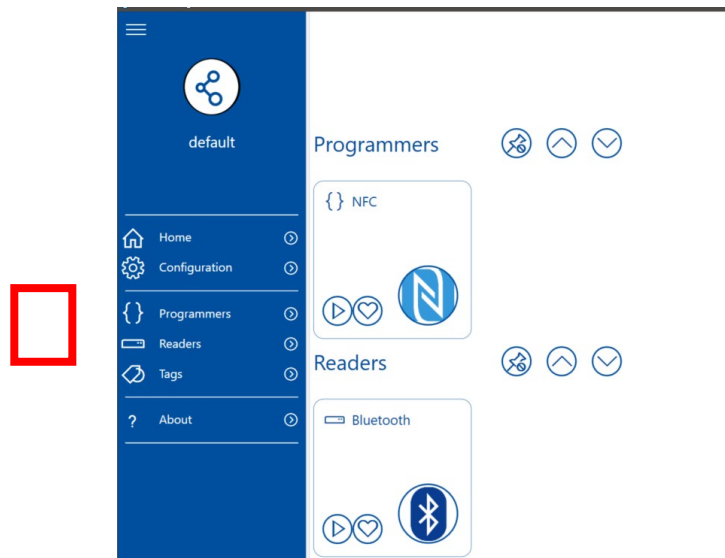 default
Home
Configuration
Programmers
Readers
Tags
? About
Programmers
{} NFC
Readers
Bluetooth